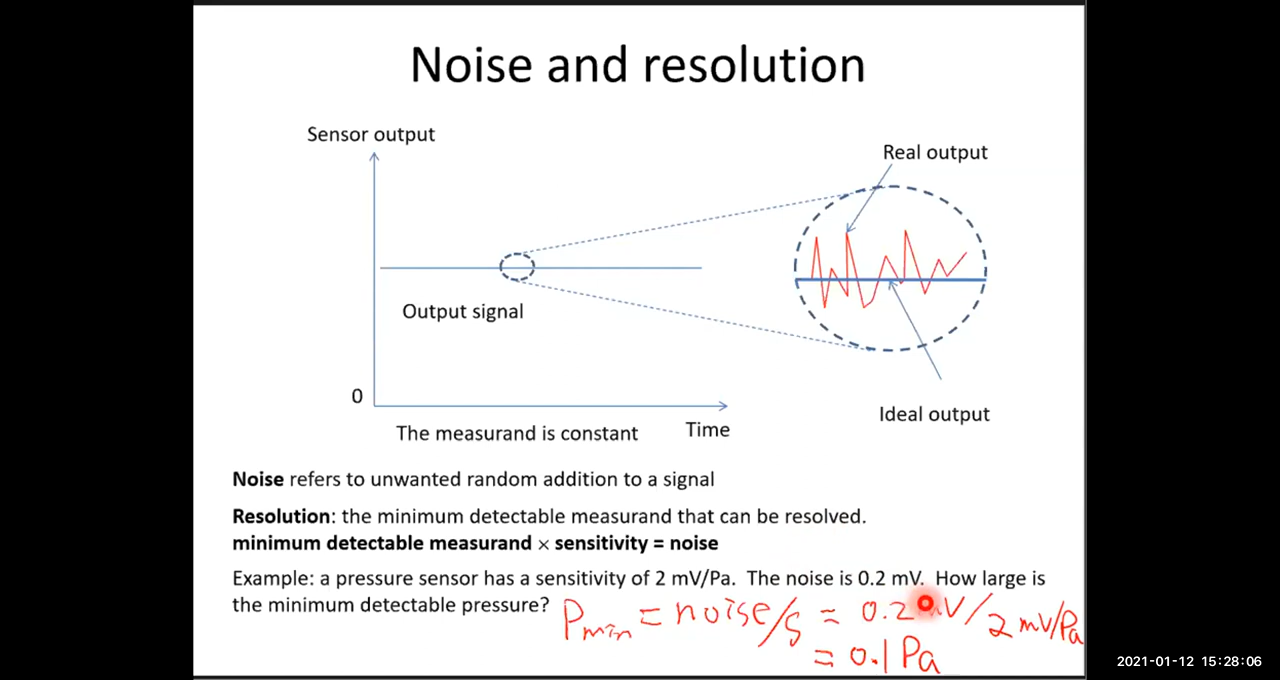 Noise and resolution
Sensor output
Real output
Output signal
0
Ideal output
The measurand is constant
Time
Noise refers to unwanted random addition to a signal
Resolution: the minimum detectable measurand that can be resolved.
minimum detectable measurand × sensitivity = noise
Example: a pressure sensor has a sensitivity of 2 mV/Pa. The noise is 0.2 mV. How large is
the minimum detectable pressure?
Pmin = noise/s = 0.2 mV/2 mV/Pa
= 0.1 Pa
2021-01-12 15:28:06